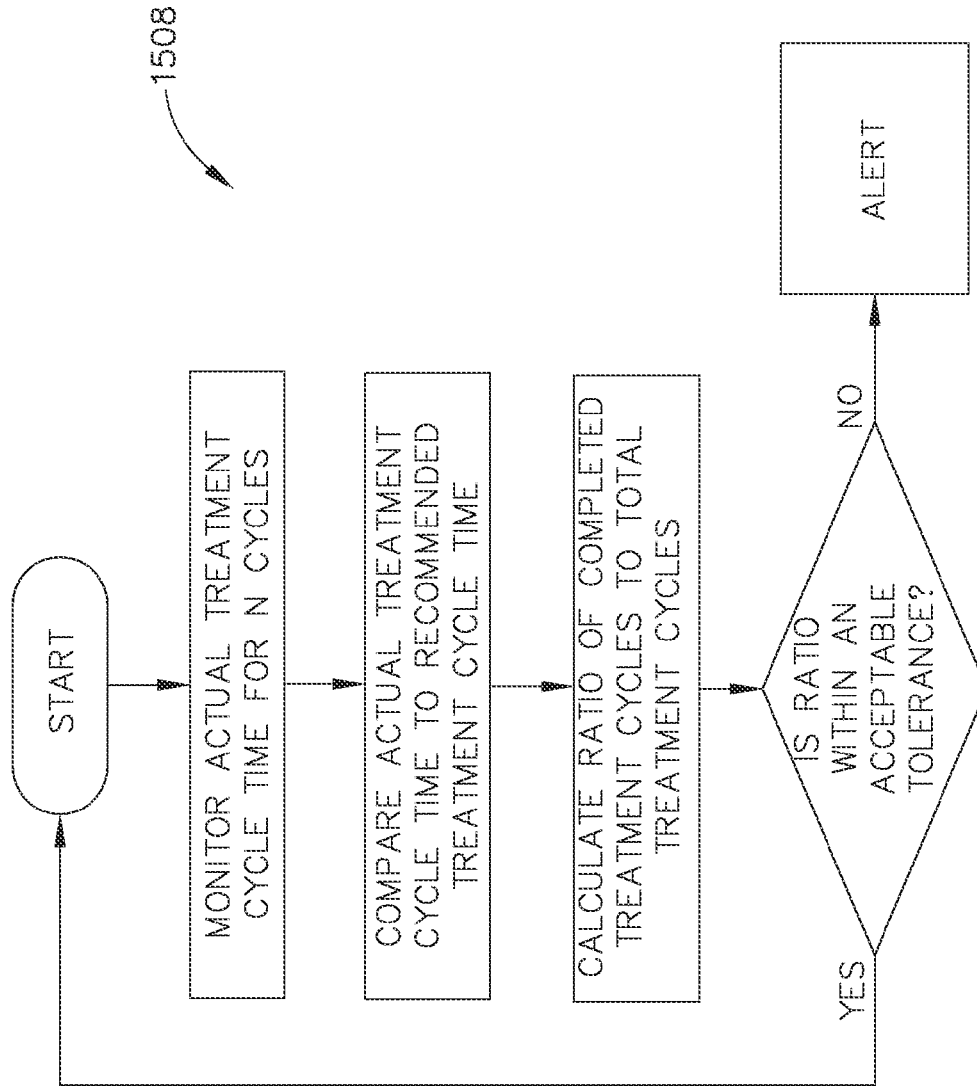 1508
START
MONITOR ACTUAL TREATMENT
CYCLE TIME FOR N CYCLES
COMPARE ACTUAL TREATMENT
CYCLE TIME TO RECOMMENDED
TREATMENT CYCLE TIME
CALCULATE RATIO OF COMPLETED
TREATMENT CYCLES TO TOTAL
TREATMENT CYCLES
IS RATIO
WITHIN AN
ACCEPTABLE
TOLERANCE?
YES
NO
ALERT